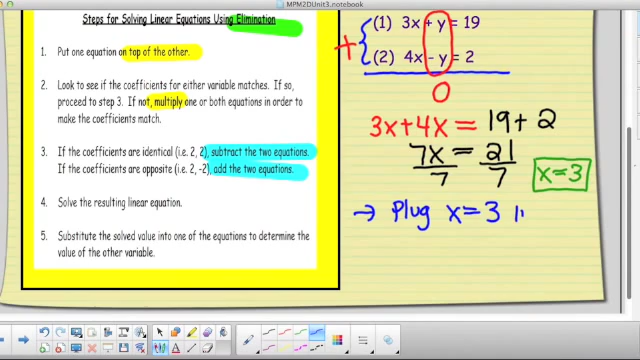 MPM2DUnit3.notebook
Steps for Solving Linear Equations Using Elimination
1. Put one equation on top of the other.
2. Look to see if the coefficients for either variable matches. If so,
proceed to step 3. If not, multiply one or both equations in order to
make the coefficients match.
3. If the coefficients are identical (i.e. 2, 2), subtract the two equations.
If the coefficients are opposite (i.e. 2, -2), add the two equations.
4. Solve the resulting linear equation.
5. Substitute the solved value into one of the equations to determine the
value of the other variable.
+
(1) 3x + y = 19
(2) 4x - y = 2
0
3x+4x = 19+2
7x = 21
7 7
x=3
→ Plug x=3